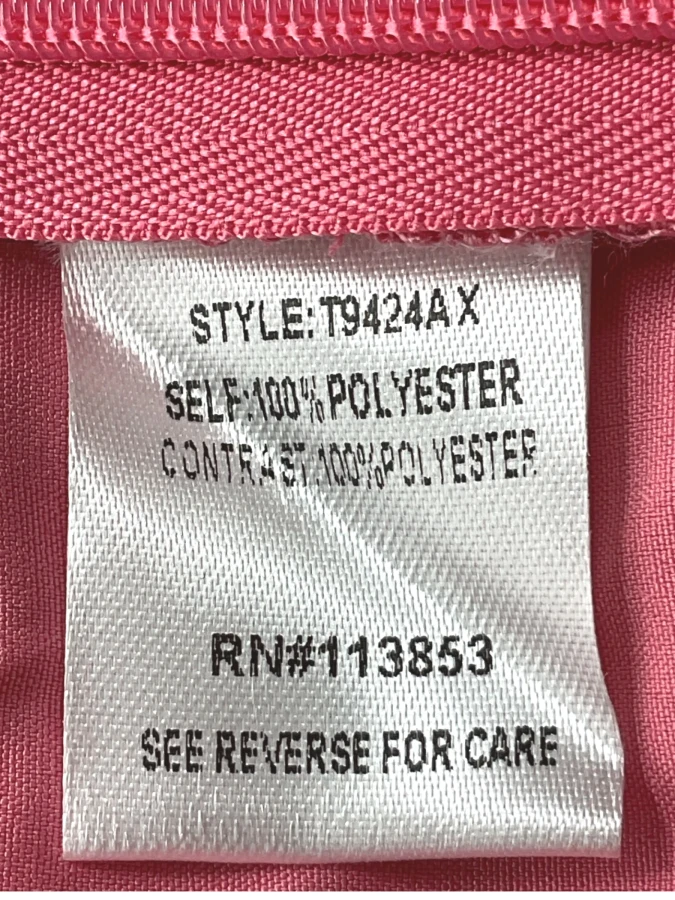 STYLE:T9424AX
SELF:100%POLYESTER
CONTRAST:100%POLYESTER
RN#113853
SEE REVERSE FOR CARE